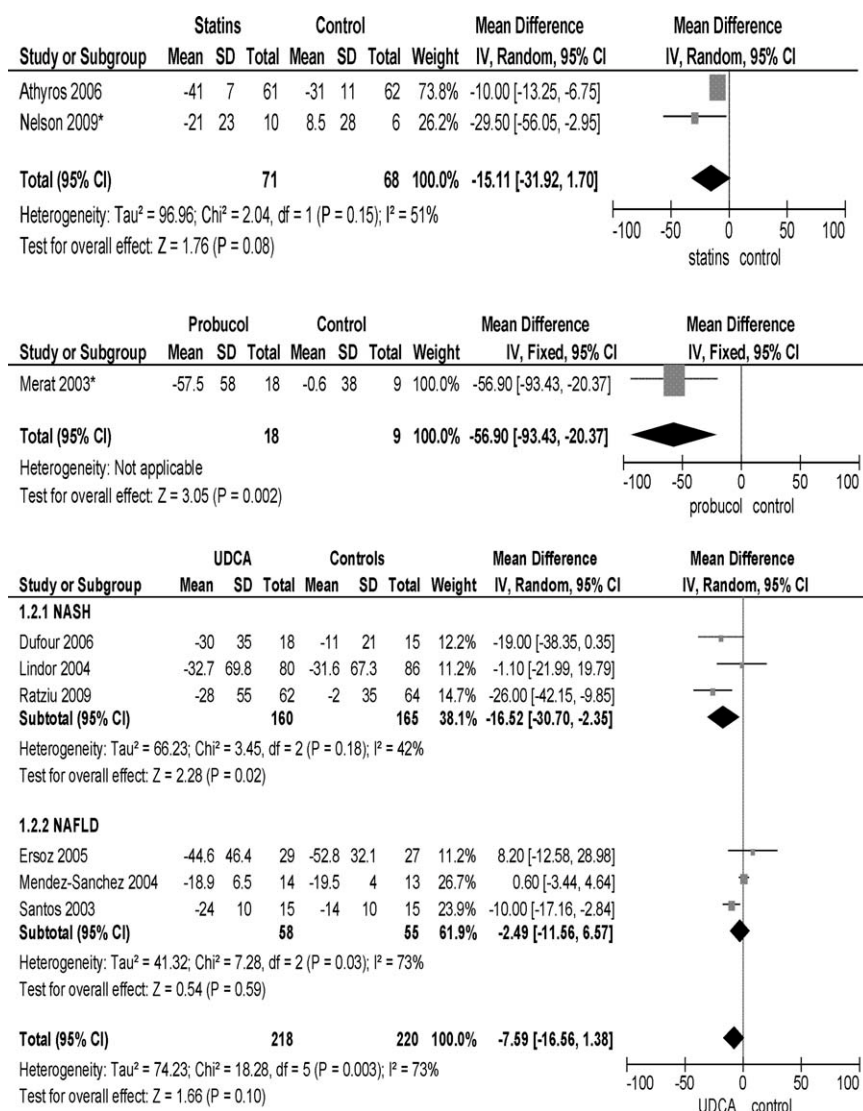 Statins Control Mean Difference Mean Difference
Study or Subgroup Mean SD Total Mean SD Total Weight IV, Random, 95% CI IV, Random, 95% CI
Athyros 2006 -41 7 61 -31 11 62 73.8% -10.00 [-13.25, -6.75]
Nelson 2009* -21 23 10 8.5 28 6 26.2% -29.50 [-56.05, -2.95]
Total (95% CI) 71 68 100.0% -15.11 [-31.92, 1.70]
Heterogeneity: Tau² = 96.96; Chi² = 2.04, df = 1 (P = 0.15); I² = 51%
Test for overall effect: Z = 1.76 (P = 0.08)
-100 -50 0 50 100
statins control
Probucol Control Mean Difference Mean Difference
Study or Subgroup Mean SD Total Mean SD Total Weight IV, Fixed, 95% CI IV, Fixed, 95% CI
Merat 2003* -57.5 58 18 -0.6 38 9 100.0% -56.90 [-93.43, -20.37]
Total (95% CI) 18 9 100.0% -56.90 [-93.43, -20.37]
Heterogeneity: Not applicable
Test for overall effect: Z = 3.05 (P = 0.002)
-100 -50 0 50 100
probucol control
UDCA Controls Mean Difference Mean Difference
Study or Subgroup Mean SD Total Mean SD Total Weight IV, Random, 95% CI IV, Random, 95% CI
1.2.1 NASH
Dufour 2006 -30 35 18 -11 21 15 12.2% -19.00 [-38.35, 0.35]
Lindor 2004 -32.7 69.8 80 -31.6 67.3 86 11.2% -1.10 [-21.99, 19.79]
Ratziu 2009 -28 55 62 -2 35 64 14.7% -26.00 [-42.15, -9.85]
Subtotal (95% CI) 160 165 38.1% -16.52 [-30.70, -2.35]
Heterogeneity: Tau² = 66.23; Chi² = 3.45, df = 2 (P = 0.18); I² = 42%
Test for overall effect: Z = 2.28 (P = 0.02)
1.2.2 NAFLD
Ersoz 2005 -44.6 46.4 29 -52.8 32.1 27 11.2% 8.20 [-12.58, 28.98]
Mendez-Sanchez 2004 -18.9 6.5 14 -19.5 4 13 26.7% 0.60 [-3.44, 4.64]
Santos 2003 -24 10 15 -14 10 15 23.9% -10.00 [-17.16, -2.84]
Subtotal (95% CI) 58 55 61.9% -2.49 [-11.56, 6.57]
Heterogeneity: Tau² = 41.32; Chi² = 7.28, df = 2 (P = 0.03); I² = 73%
Test for overall effect: Z = 0.54 (P = 0.59)
Total (95% CI) 218 220 100.0% -7.59 [-16.56, 1.38]
Heterogeneity: Tau² = 74.23; Chi² = 18.28, df = 5 (P = 0.003); I² = 73%
Test for overall effect: Z = 1.66 (P = 0.10)
-100 -50 0 50 100
UDCA control